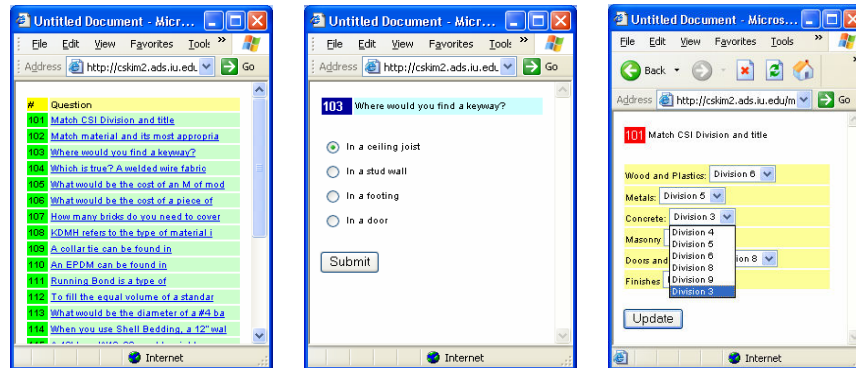 Untitled Document - Micr...
File Edit View Favorites Tools »
Address http://cskim2.ads.iu.edu Go
# Question
101 Match CSI Division and title
102 Match material and its most appropria
103 Where would you find a keyway?
104 Which is true? A welded wire fabric
105 What would be the cost of an M of mod
106 What would be the cost of a piece of
107 How many bricks do you need to cover
108 KDMH refers to the type of material i
109 A collar tie can be found in
110 An EPDM can be found in
111 Running Bond is a type of
112 To fill the equal volume of a standar
113 What would be the diameter of a #4 ba
114 When you use Shell Bedding, a 12" wal
Internet
Untitled Document - Micr...
File Edit View Favorites Tool: »
Address http://cskim2.ads.iu.edu Go
103 Where would you find a keyway?
In a ceiling joist
In a stud wall
In a footing
In a door
Submit
Internet
Untitled Document - Micros...
File Edit View Favorites Tools »
Back »
Address http://cskim2.ads.iu.edu/m Go
101 Match CSI Division and title
Wood and Plastics: Division 6
Metals: Division 5
Concrete: Division 3
Division 4
Masonry Division 5
Division 6
Doors and Division 8 ion 8
Division 9
Finishes Division 3
Update
Internet